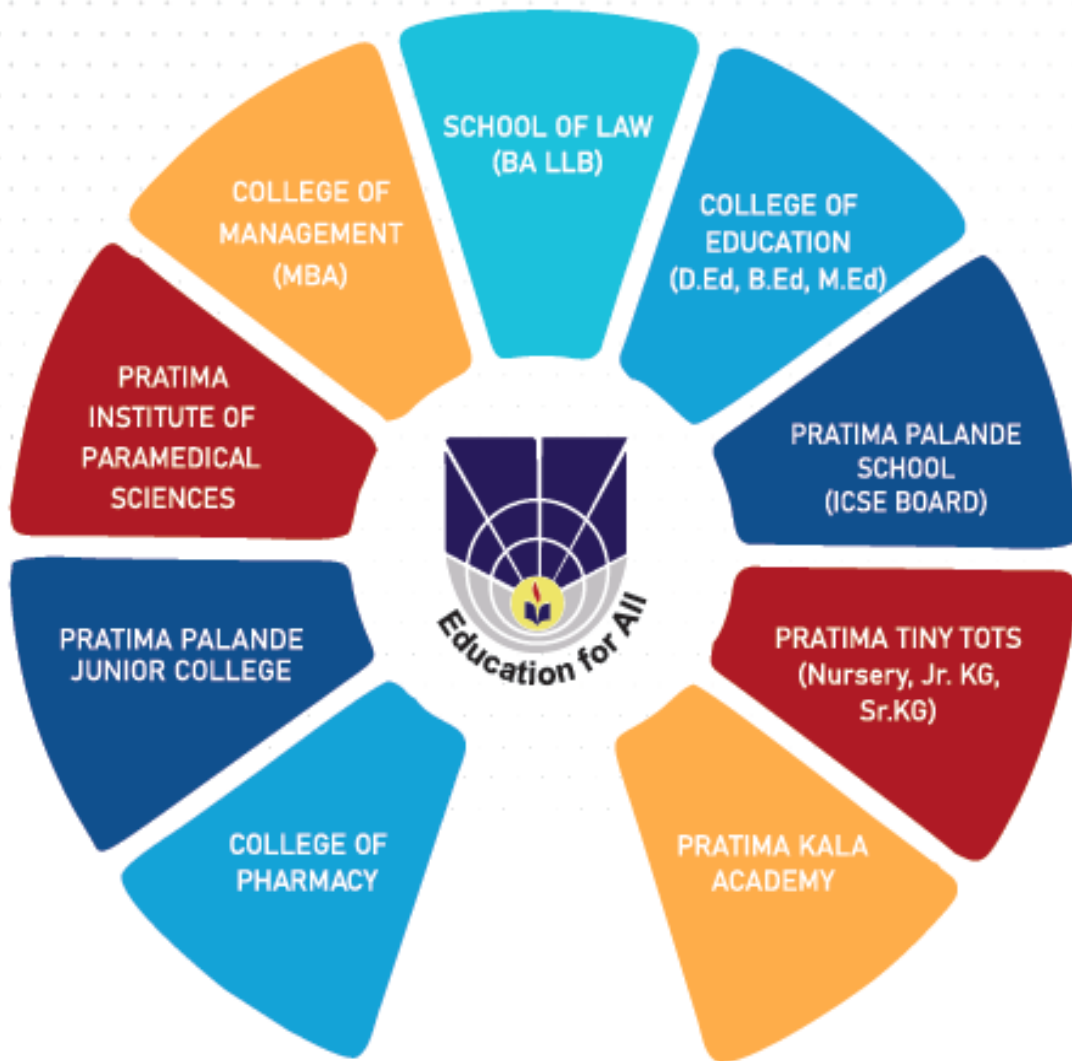 SCHOOL OF LAW
(BA LLB)
COLLEGE OF
EDUCATION
(D.Ed, B.Ed, M.Ed)
PRATIMA PALANDE
SCHOOL
(ICSE BOARD)
PRATIMA TINY TOTS
(Nursery, Jr. KG,
Sr.KG)
PRATIMA KALA
ACADEMY
COLLEGE OF
PHARMACY
PRATIMA PALANDE
JUNIOR COLLEGE
PRATIMA
INSTITUTE OF
PARAMEDICAL
SCIENCES
COLLEGE OF
MANAGEMENT
(MBA)
Education for All